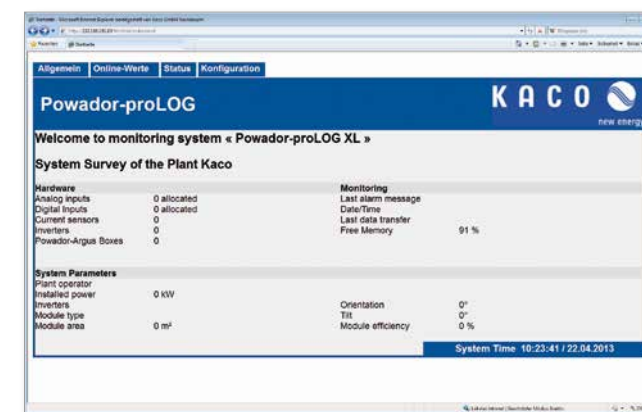 Allgemein Online-Werte Status Konfiguration
Powador-proLOG
KACO
new energy
Welcome to monitoring system « Powador-proLOG XL »
System Survey of the Plant Kaco
Hardware Monitoring
Analog inputs 0 allocated Last alarm message
Digital Inputs 0 allocated Date/Time
Current sensors 0 Last data transfer
Inverters 0 Free Memory 91 %
Powador-Argus Boxes 0
System Parameters
Plant operator
Installed power 0 kW
Inverters Orientation 0°
Module type Tilt 0°
Module area 0 m² Module efficiency 0 %
System Time 10:23:41 / 22.04.2013